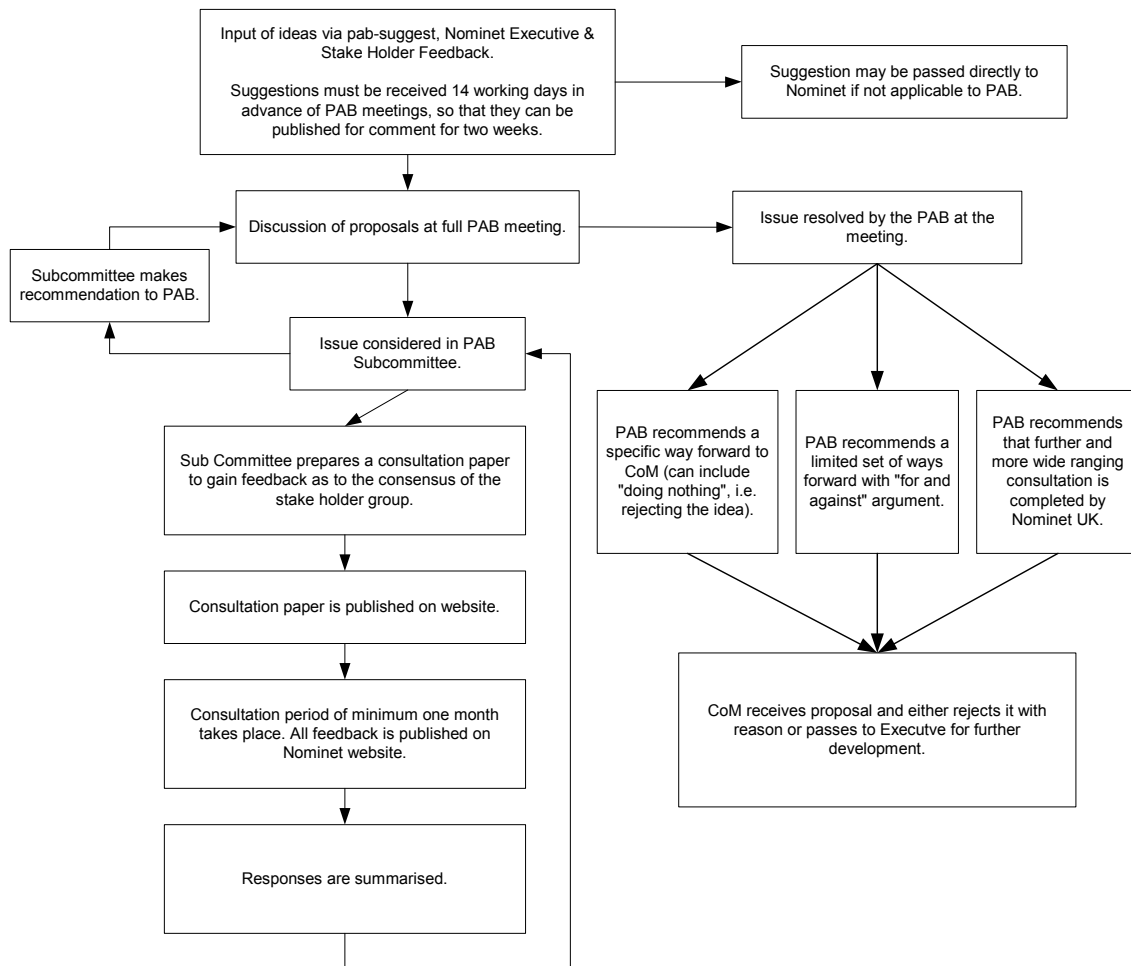 Input of ideas via pab-suggest, Nominet Executive &
Stake Holder Feedback.
Suggestions must be received 14 working days in
advance of PAB meetings, so that they can be
published for comment for two weeks.
Suggestion may be passed directly to
Nominet if not applicable to PAB.
Discussion of proposals at full PAB meeting.
Issue resolved by the PAB at the
meeting.
Subcommittee makes
recommendation to PAB.
Issue considered in PAB
Subcommittee.
PAB recommends a
specific way forward to
CoM (can include
"doing nothing", i.e.
rejecting the idea).
PAB recommends a
limited set of ways
forward with "for and
against" argument.
PAB recommends
that further and
more wide ranging
consultation is
completed by
Nominet UK.
Sub Committee prepares a consultation paper
to gain feedback as to the consensus of the
stake holder group.
Consultation paper is published on website.
Consultation period of minimum one month
takes place. All feedback is published on
Nominet website.
CoM receives proposal and either rejects it with
reason or passes to Executve for further
development.
Responses are summarised.